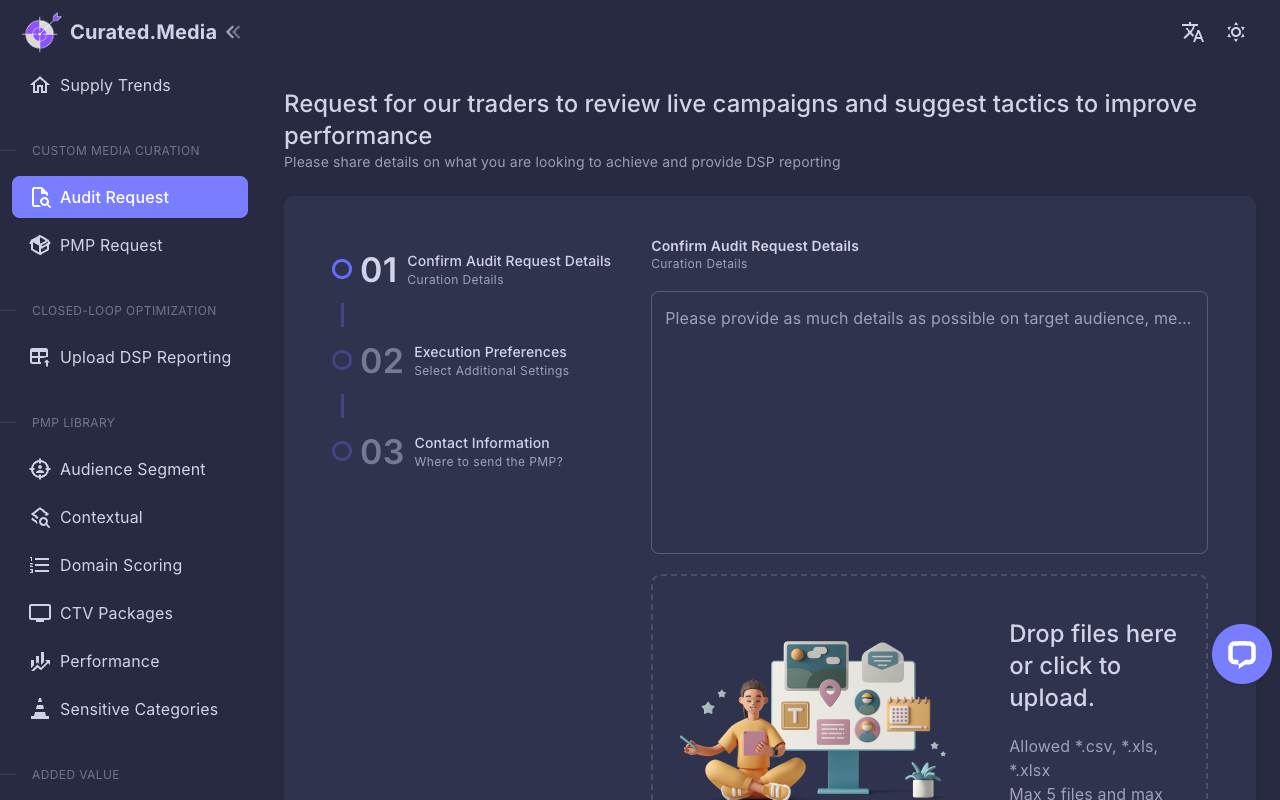 Curated.Media
Supply Trends
CUSTOM MEDIA CURATION
Audit Request
PMP Request
CLOSED-LOOP OPTIMIZATION
Upload DSP Reporting
PMP LIBRARY
Audience Segment
Contextual
Domain Scoring
CTV Packages
Performance
Sensitive Categories
ADDED VALUE
Request for our traders to review live campaigns and suggest tactics to improve
performance
Please share details on what you are looking to achieve and provide DSP reporting
01
Confirm Audit Request Details
Curation Details
02
Execution Preferences
Select Additional Settings
03
Contact Information
Where to send the PMP?
Confirm Audit Request Details
Curation Details
Please provide as much details as possible on target audience, me...
T
Drop files here
or click to
upload.
Allowed *.csv, *.xls,
*.xlsx
Max 5 files and max